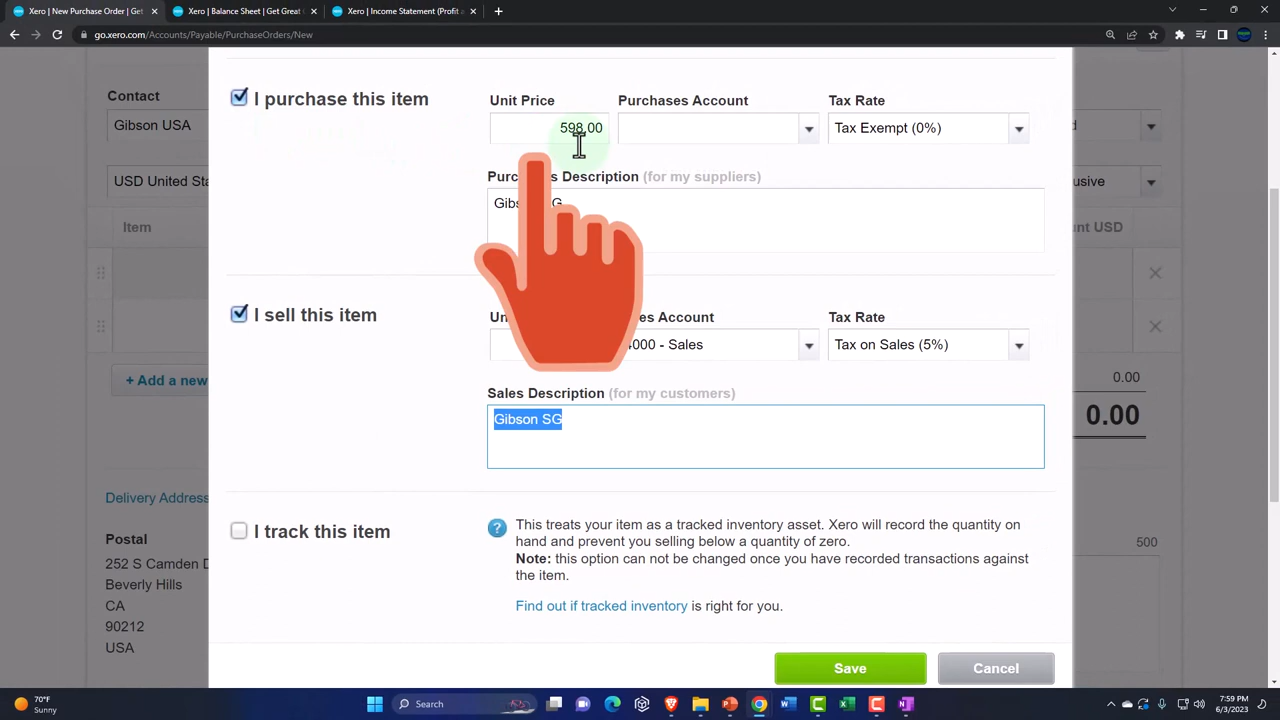 Xero | New Purchase Order | Get
Xero | Balance Sheet | Get Great
Xero | Income Statement (Profit a
go.xero.com/Accounts/Payable/PurchaseOrders/New
Contact
Gibson USA
USD United Sta
Item
+ Add a new
Delivery Address
Postal
252 S Camden D
Beverly Hills
CA
90212
USA
I purchase this item
Unit Price
Purchases Account
Tax Rate
598.00
Tax Exempt (0%)
Description (for my suppliers)
I sell this item
Account
Tax Rate
4000 - Sales
Tax on Sales (5%)
Sales Description (for my customers)
Gibson SG
I track this item
This treats your item as a tracked inventory asset. Xero will record the quantity on
hand and prevent you selling below a quantity of zero.
Note: this option can not be changed once you have recorded transactions against
the item.
Find out if tracked inventory is right for you.
Save
Cancel
usive
USD
0.00
0.00
500
70°F
Sunny
Search
7:59 PM
6/3/2023